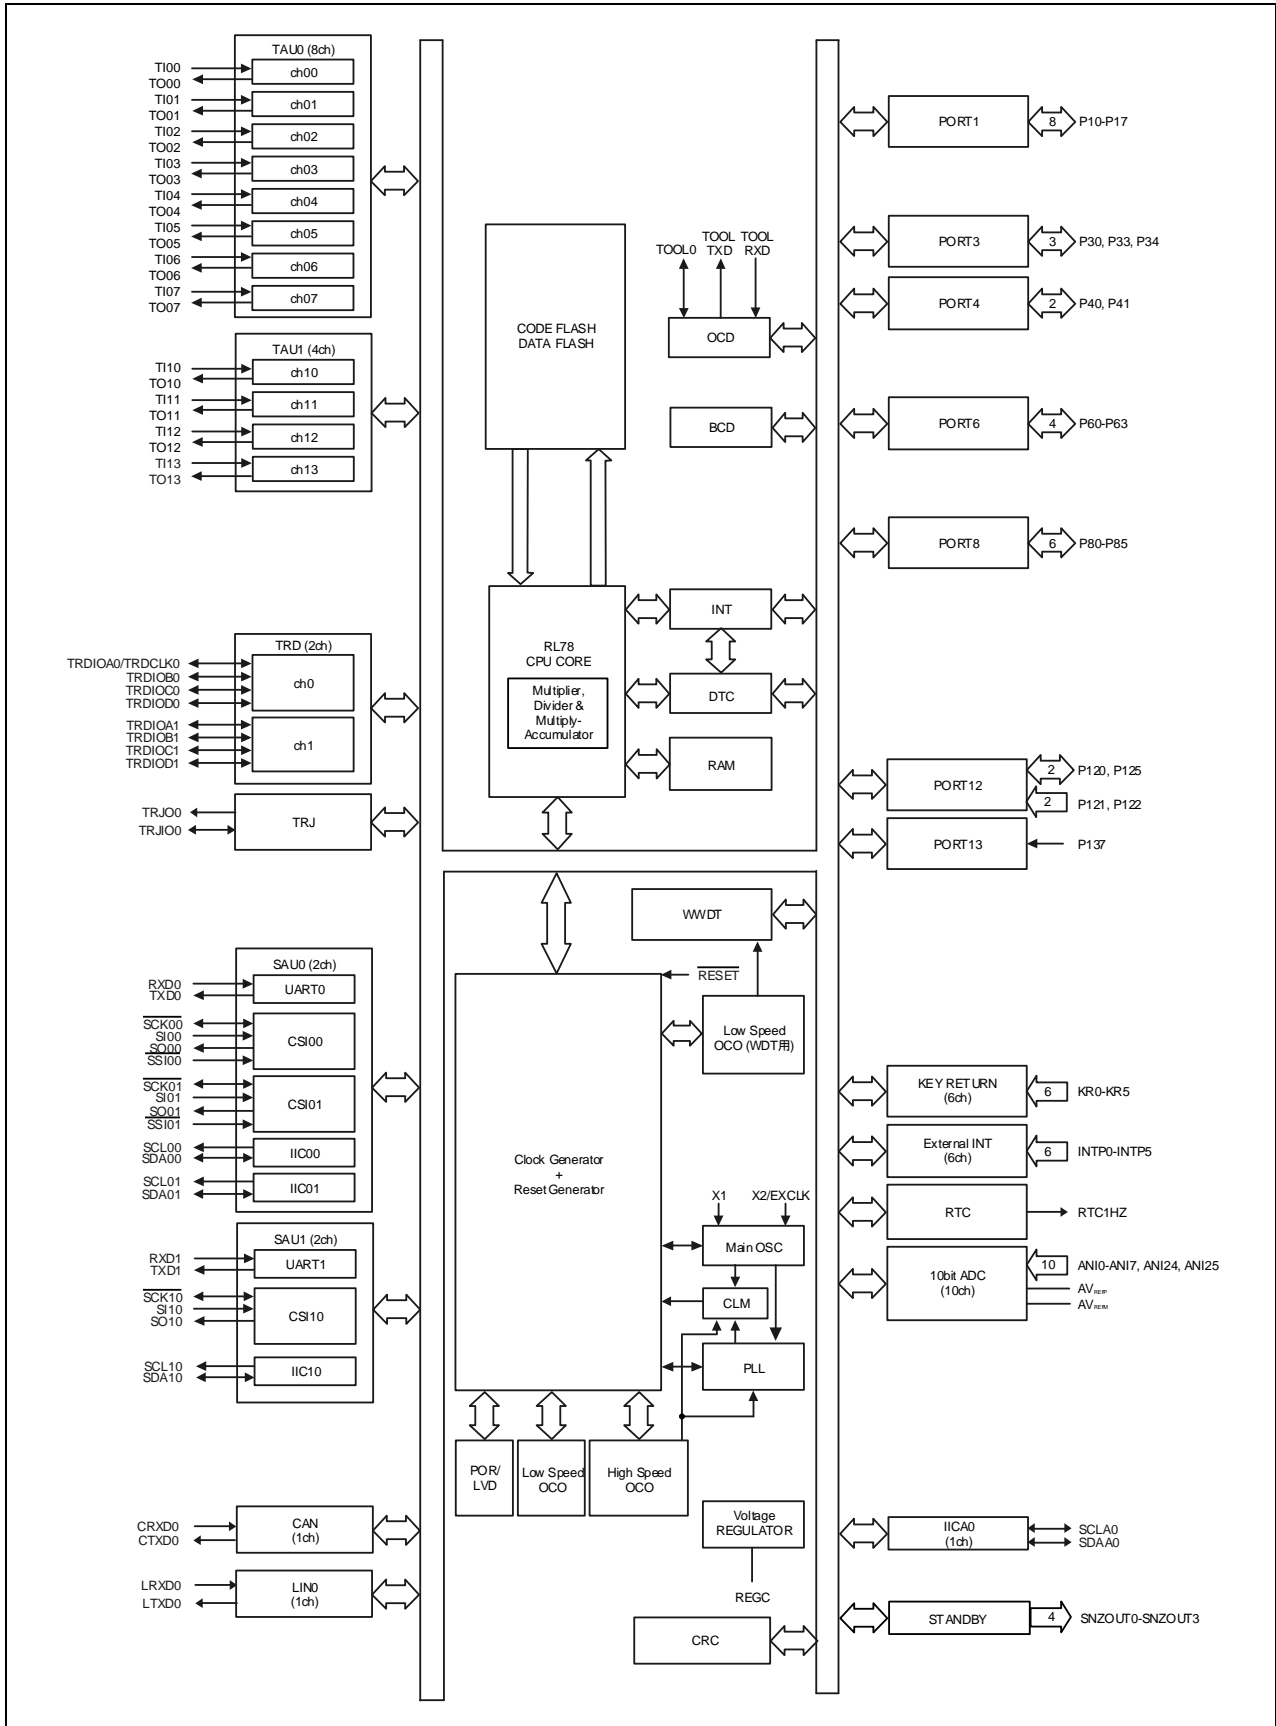 TAU0 (8ch)
TI00
TO00
ch00
TI01
TO01
ch01
TI02
TO02
ch02
TI03
TO03
ch03
TI04
TO04
ch04
TI05
TO05
ch05
TI06
TO06
ch06
TI07
TO07
ch07
TAU1 (4ch)
TI10
TO10
ch10
TI11
TO11
ch11
TI12
TO12
ch12
TI13
TO13
ch13
TRD (2ch)
TRDIOA0/TRDCLK0
TRDIOB0
TRDIOC0
TRDIOD0
ch0
TRDIOA1
TRDIOB1
TRDIOC1
TRDIOD1
ch1
TRJO0
TRJIO0
TRJ
SAU0 (2ch)
RXD0
TXD0
UART0
SCK00
SI00
SO00
SSI00
CSI00
SCK01
SI01
SO01
SSI01
CSI01
SCL00
SDA00
IIC00
SCL01
SDA01
IIC01
SAU1 (2ch)
RXD1
TXD1
UART1
SCK10
SI10
SO10
CSI10
SCL10
SDA10
IIC10
CRXD0
CTXD0
CAN
(1ch)
LRXD0
LTXD0
LIN0
(1ch)
CODE FLASH
DATA FLASH
TOOL0
TOOL
TXD
TOOL
RXD
OCD
BCD
RL78
CPU CORE
Multiplier,
Divider &
Multiply-
Accumulator
INT
DTC
RAM
WWDT
RESET
Low Speed
OCO (WDT用)
Clock Generator
+
Reset Generator
X1
X2/EXCLK
Main OSC
CLM
PLL
POR/
LVD
Low Speed
OCO
High Speed
OCO
Voltage
REGULATOR
REGC
CRC
PORT1
8
P10-P17
PORT3
3
P30, P33, P34
PORT4
2
P40, P41
PORT6
4
P60-P63
PORT8
6
P80-P85
PORT12
2
P120, P125
2
P121, P122
PORT13
P137
KEY RETURN
(6ch)
6
KR0-KR5
External INT
(6ch)
6
INTP0-INTP5
RTC
RTC1HZ
10bit ADC
(10ch)
10
ANI0-ANI7, ANI24, ANI25
AVREFP
AVREFM
IICA0
(1ch)
SCLA0
SDAA0
STANDBY
4
SNZOUT0-SNZOUT3